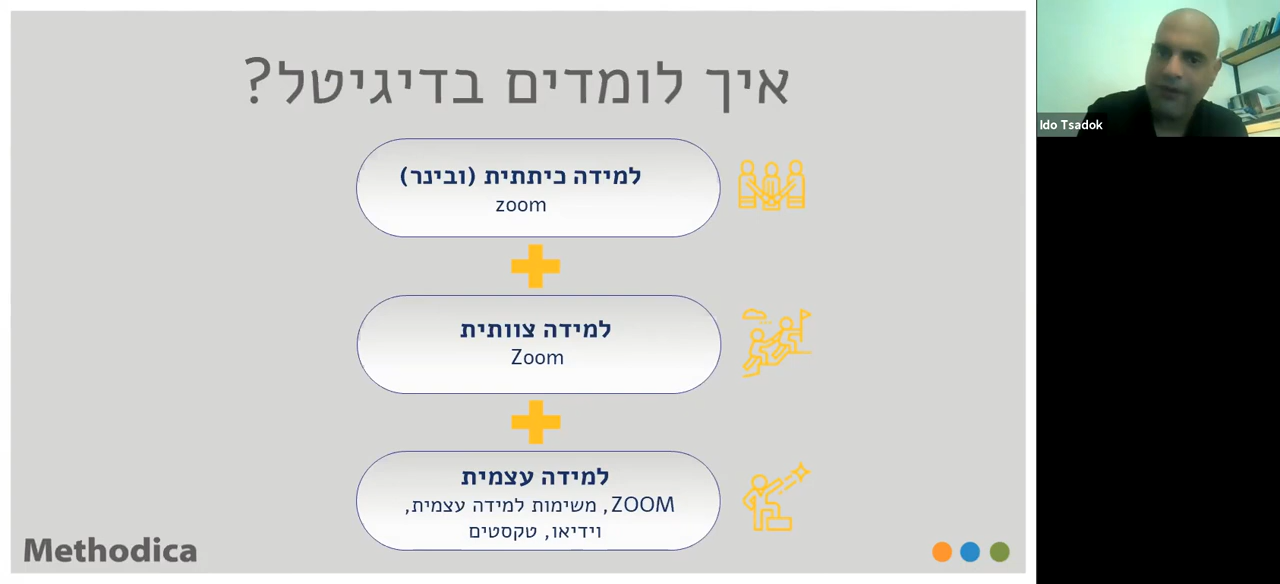 איך לומדים בדיגיטל?
למידה כיתתית (ובינר)
zoom
למידה צוותית
Zoom
למידה עצמית
ZOOM, משימות למידה עצמית,
וידיאו, טקסטים
Methodica
Ido Tsadok